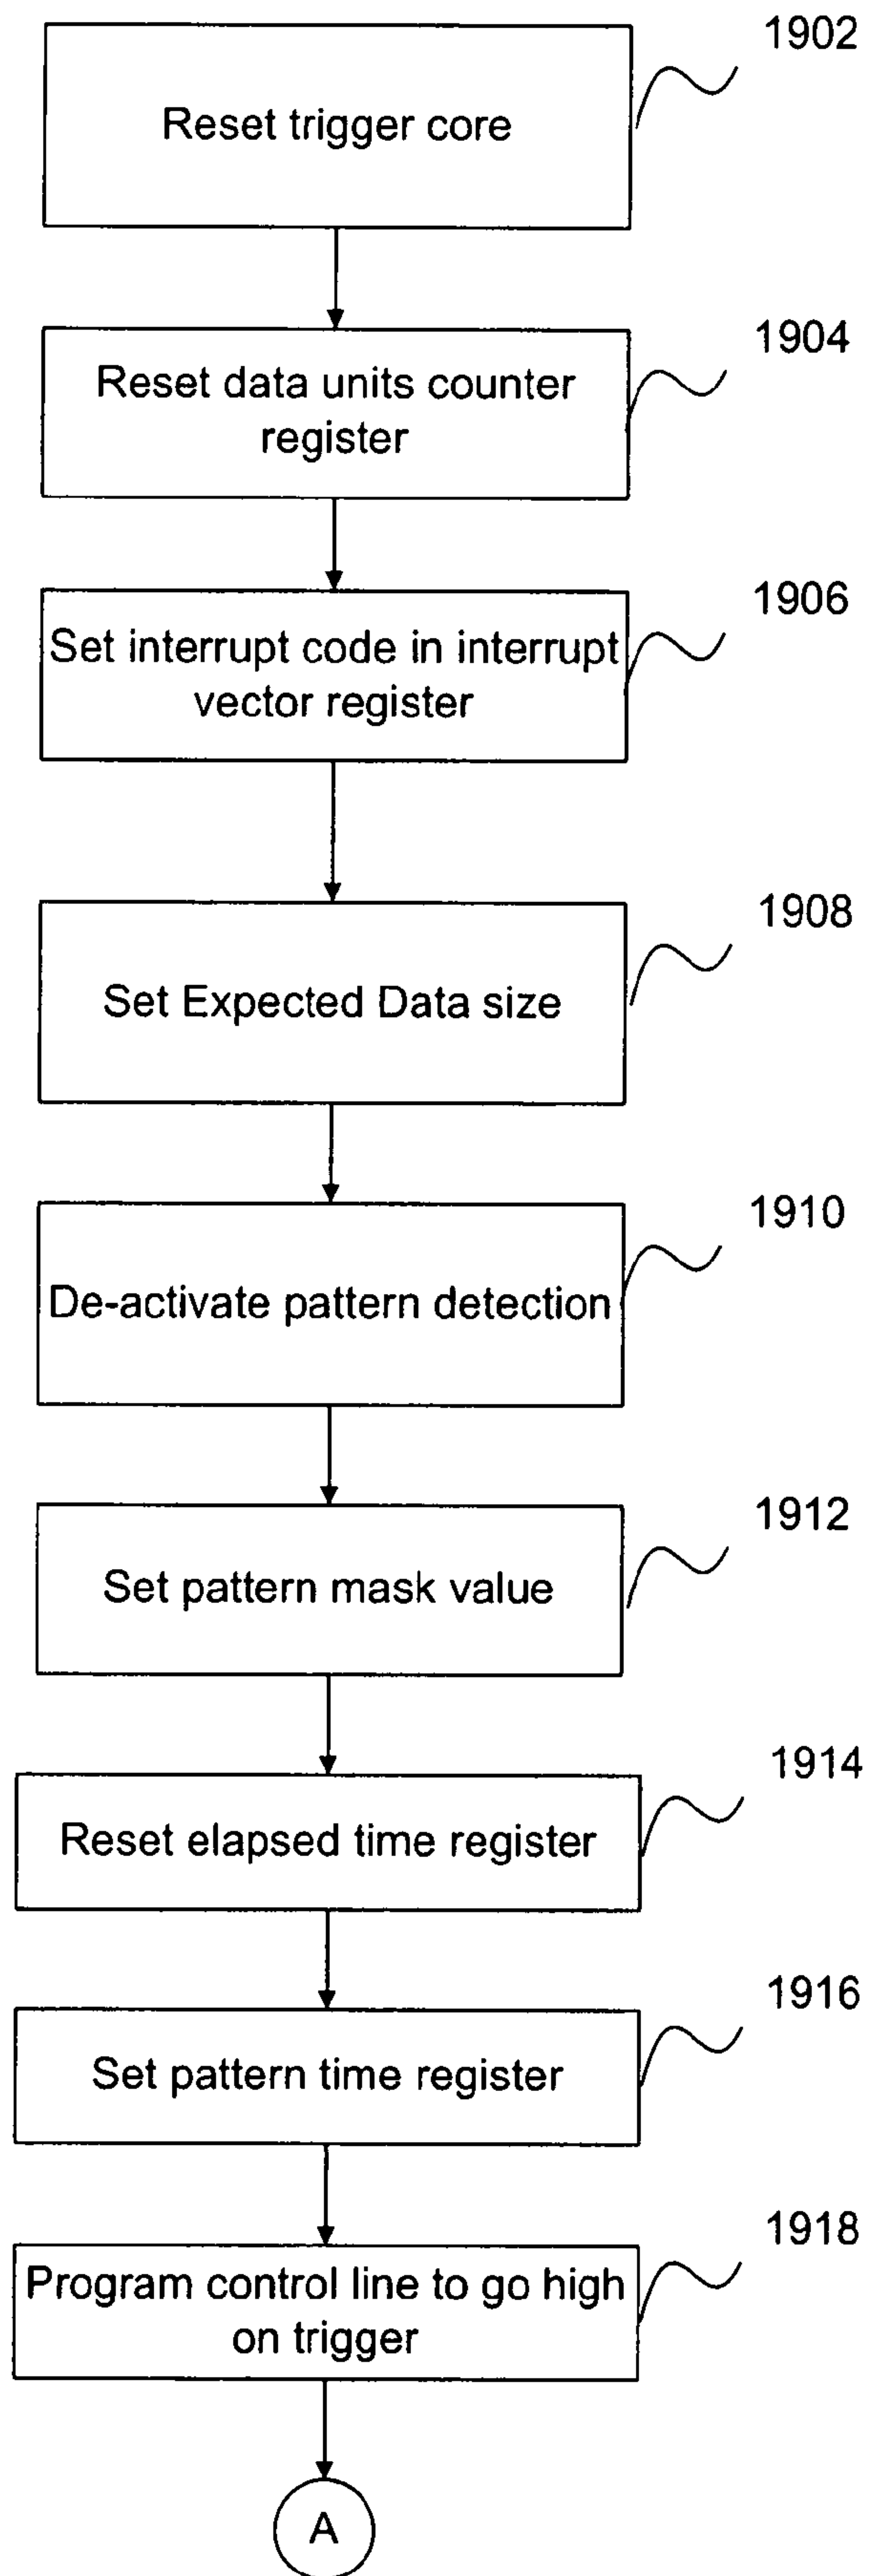 1902
Reset trigger core
1904
Reset data units counter
register
1906
Set interrupt code in interrupt
vector register
1908
Set Expected Data size
1910
De-activate pattern detection
1912
Set pattern mask value
1914
Reset elapsed time register
1916
Set pattern time register
1918
Program control line to go high
on trigger
A